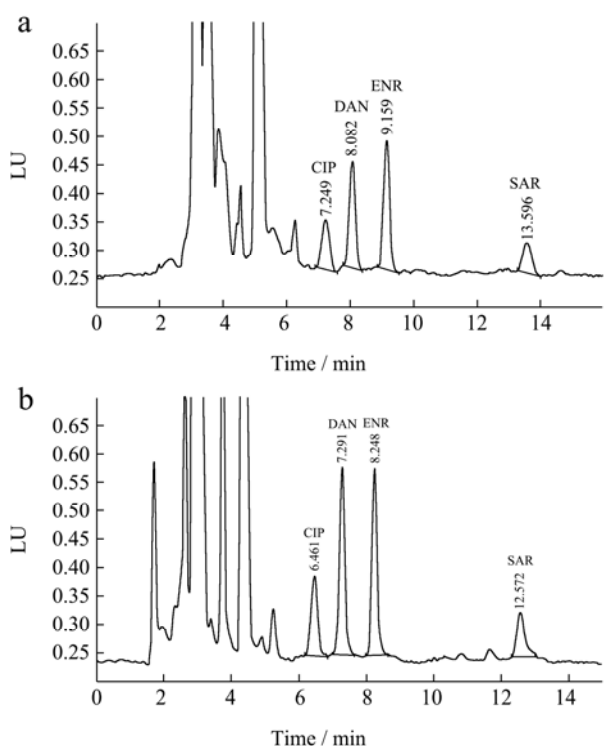 a
LU
0.65
0.60
0.55
0.50
0.45
0.40
0.35
0.30
0.25
CIP
7.249
DAN
8.082
ENR
9.159
SAR
13.596
0 2 4 6 8 10 12 14
Time / min
b
LU
0.65
0.60
0.55
0.50
0.45
0.40
0.35
0.30
0.25
CIP
6.461
DAN
7.291
ENR
8.248
SAR
12.572
0 2 4 6 8 10 12 14
Time / min